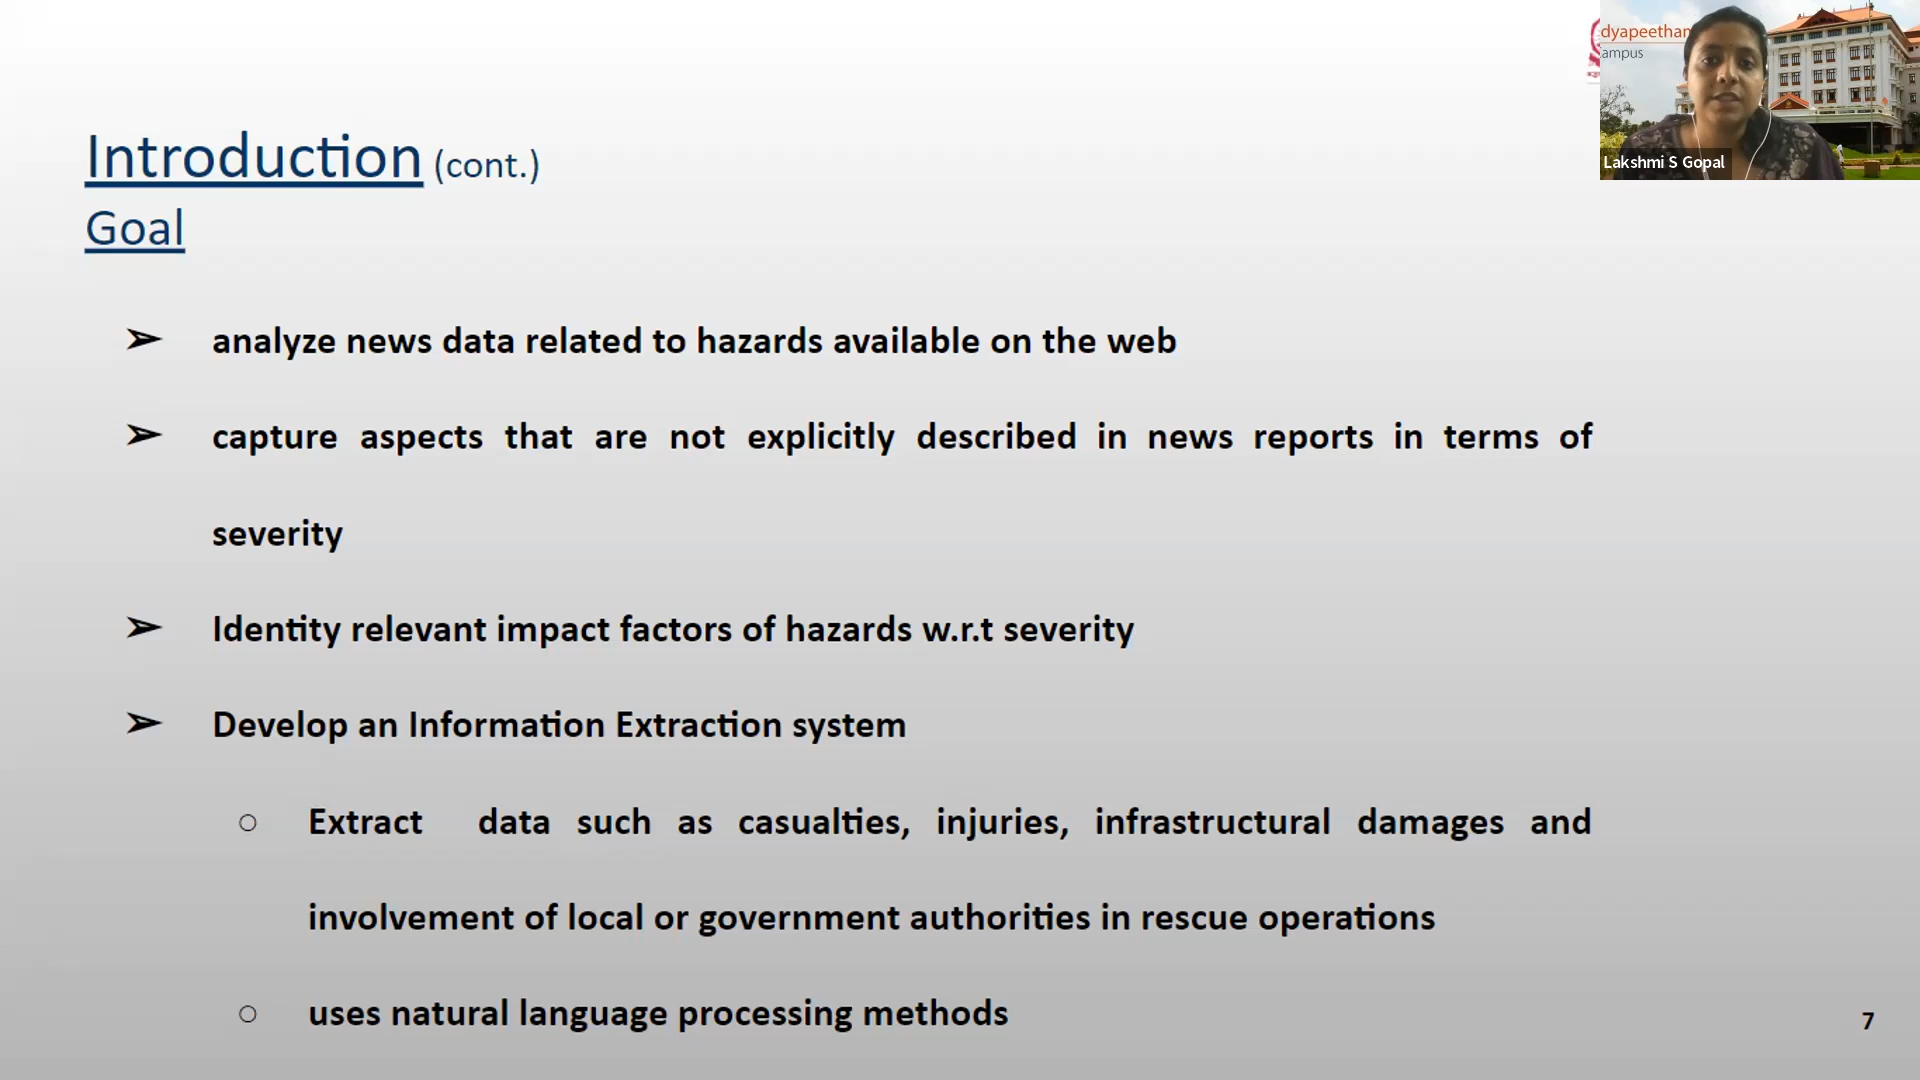 dyapeetham
ampus
Lakshmi S Gopal
Introduction (cont.)
Goal
➢ analyze news data related to hazards available on the web
➢ capture aspects that are not explicitly described in news reports in terms of
severity
➢ Identity relevant impact factors of hazards w.r.t severity
➢ Develop an Information Extraction system
○ Extract data such as casualties, injuries, infrastructural damages and
involvement of local or government authorities in rescue operations
○ uses natural language processing methods
7